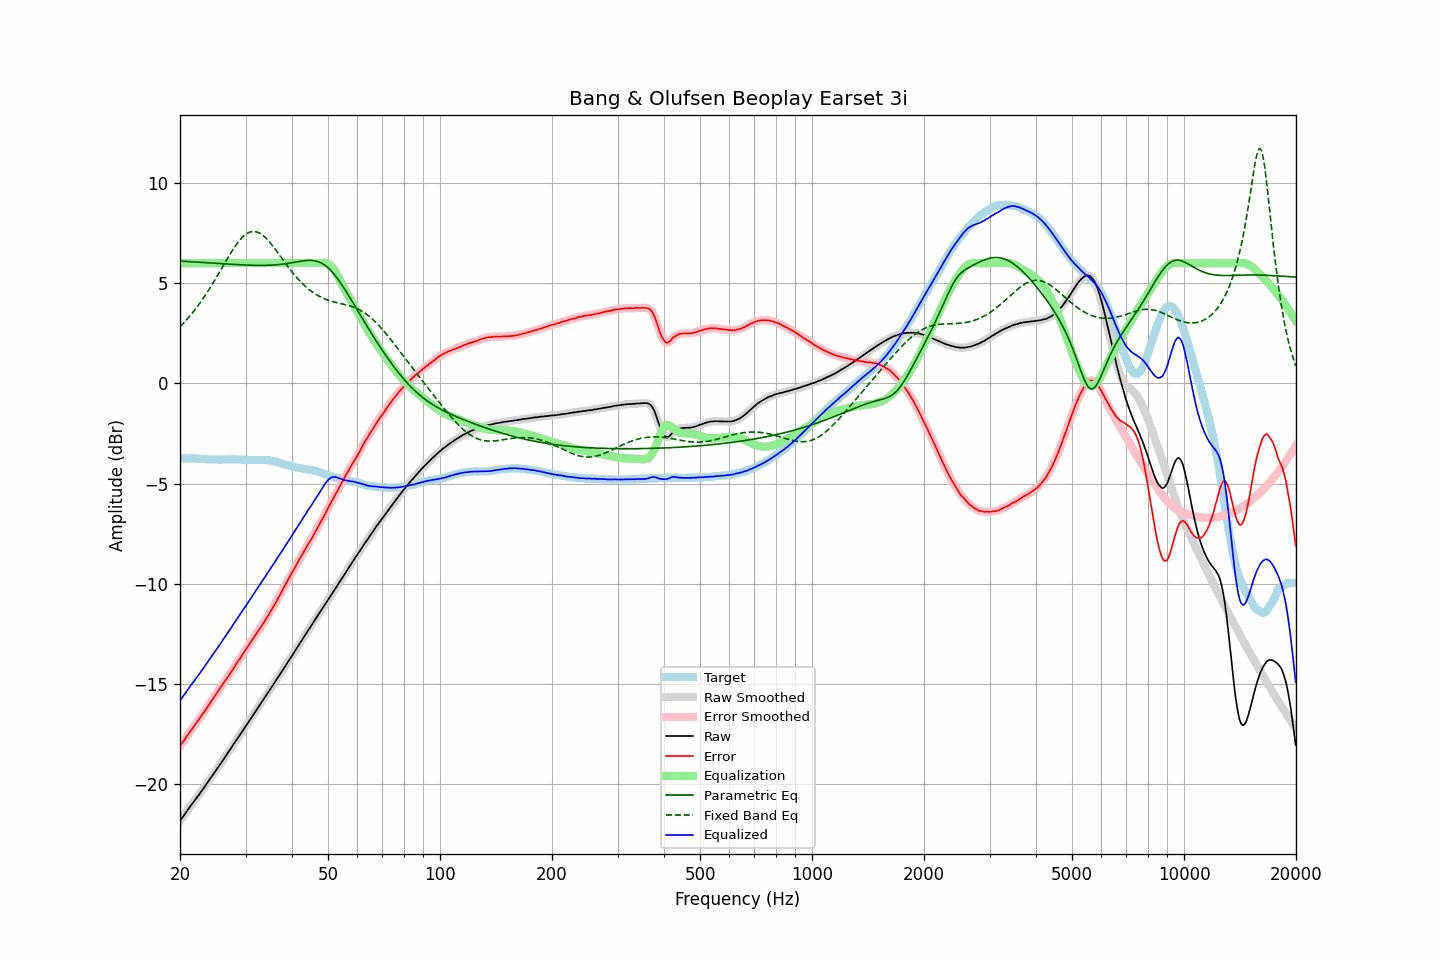 Bang & Olufsen Beoplay Earset 3i
Amplitude (dBr)
10
5
0
−5
−10
−15
−20
Target
Raw Smoothed
Error Smoothed
Raw
Error
Equalization
Parametric Eq
Fixed Band Eq
Equalized
20 50 100 200 500 1000 2000 5000 10000 20000
Frequency (Hz)